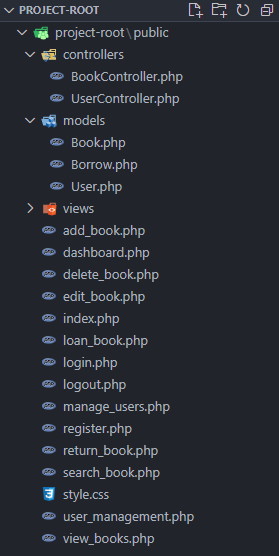 PROJECT-ROOT
project-root\public
controllers
BookController.php
UserController.php
models
Book.php
Borrow.php
User.php
views
add_book.php
dashboard.php
delete_book.php
edit_book.php
index.php
loan_book.php
login.php
logout.php
manage_users.php
register.php
return_book.php
search_book.php
style.css
user_management.php
view_books.php